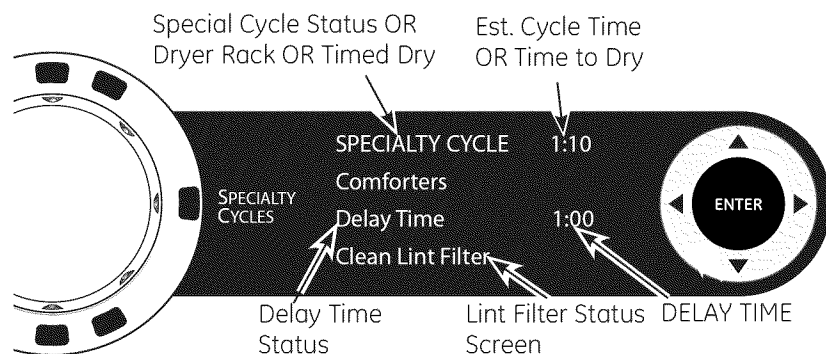 Special Cycle Status OR
Dryer Rack OR Timed Dry
Est. Cycle Time
OR Time to Dry
SPECIALTY CYCLE 1:10
Comforters
SPECIALTY
CYCLES
Delay Time 1:00
Clean Lint Filter
ENTER
Delay Time
Status
Lint Filter Status
Screen
DELAY TIME